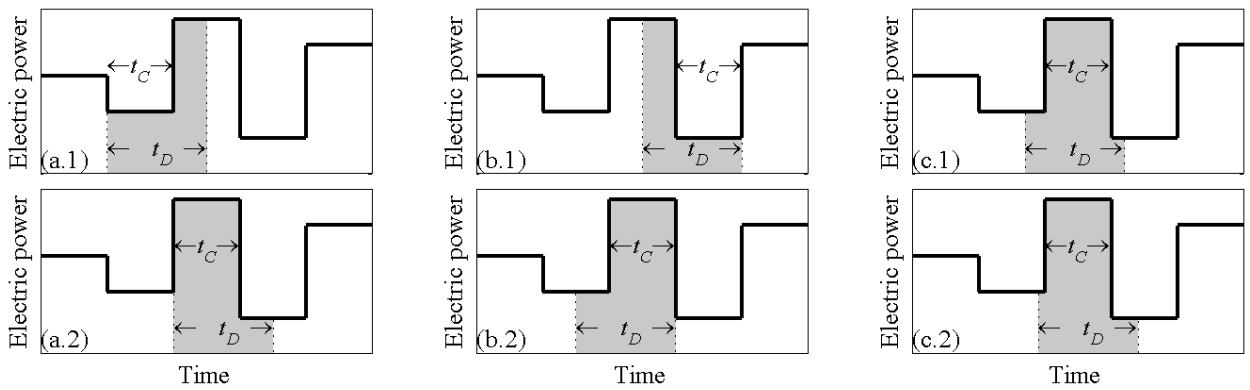 Electric power
t_C
t_D
(a.1)
Electric power
t_C
t_D
(b.1)
Electric power
t_C
t_D
(c.1)
Electric power
t_C
t_D
(a.2)
Time
Electric power
t_C
t_D
(b.2)
Time
Electric power
t_C
t_D
(c.2)
Time